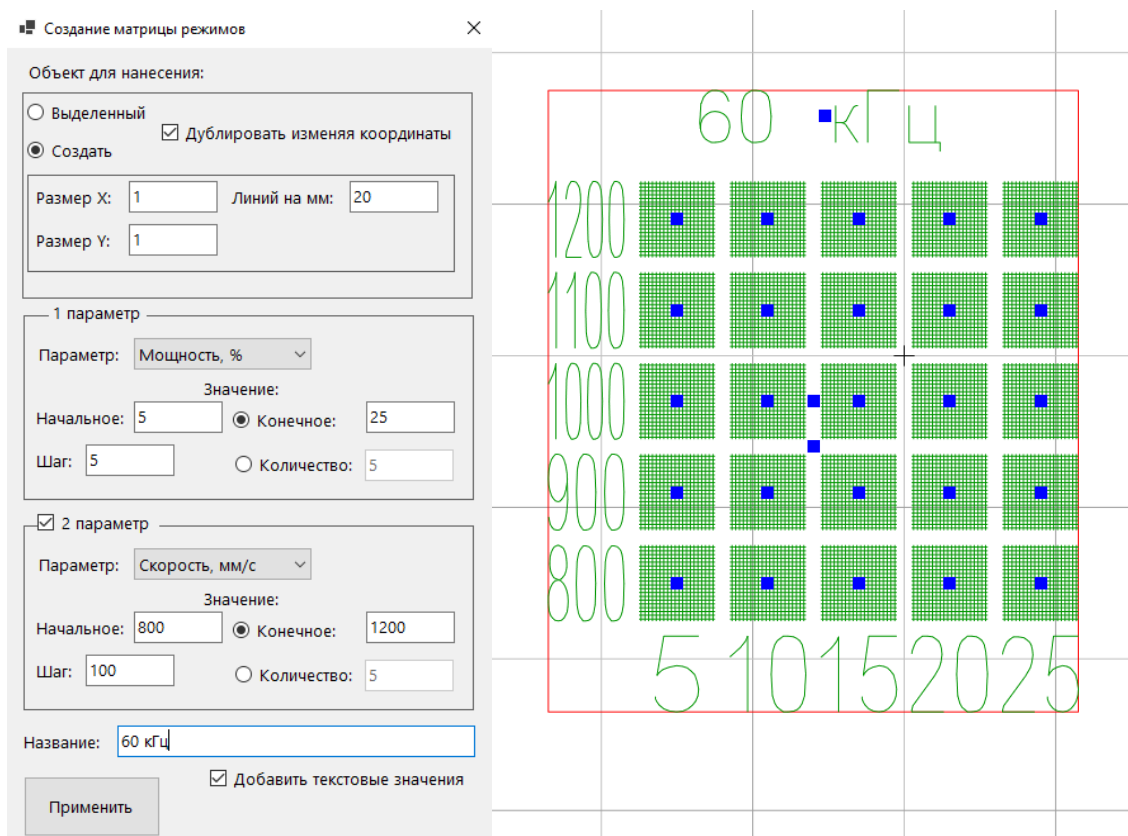 Создание матрицы режимов
Объект для нанесения:
Выделенный
Дублировать изменяя координаты
Создать
Размер X: 1 Линий на мм: 20
Размер Y: 1
1 параметр
Параметр: Мощность, %
Значение:
Начальное: 5 Конечное: 25
Шаг: 5 Количество: 5
2 параметр
Параметр: Скорость, мм/с
Значение:
Начальное: 800 Конечное: 1200
Шаг: 100 Количество: 5
Название: 60 кГц
Добавить текстовые значения
Применить
60 кГц
1200
1100
1000
900
800
5 10 15 20 25